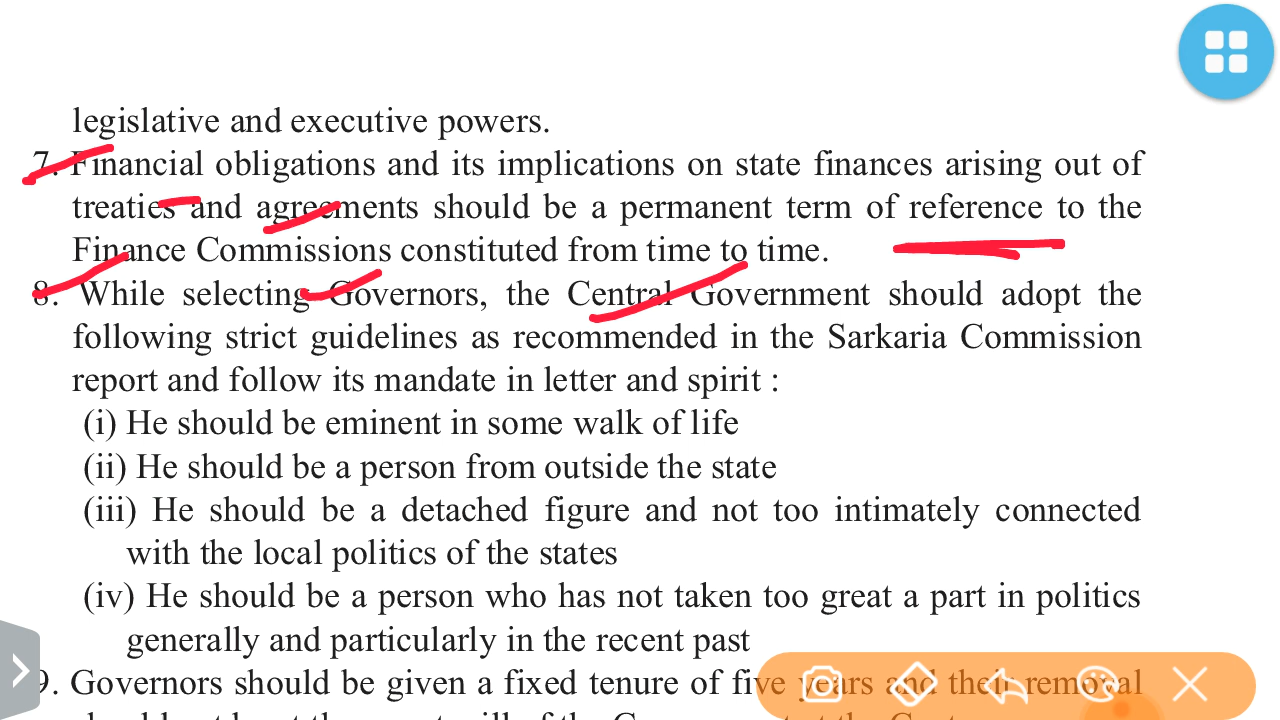 legislative and executive powers.
7. Financial obligations and its implications on state finances arising out of
treaties and agreements should be a permanent term of reference to the
Finance Commissions constituted from time to time.
8. While selecting Governors, the Central Government should adopt the
following strict guidelines as recommended in the Sarkaria Commission
report and follow its mandate in letter and spirit :
(i) He should be eminent in some walk of life
(ii) He should be a person from outside the state
(iii) He should be a detached figure and not too intimately connected
with the local politics of the states
(iv) He should be a person who has not taken too great a part in politics
generally and particularly in the recent past
9. Governors should be given a fixed tenure of five years and their removal